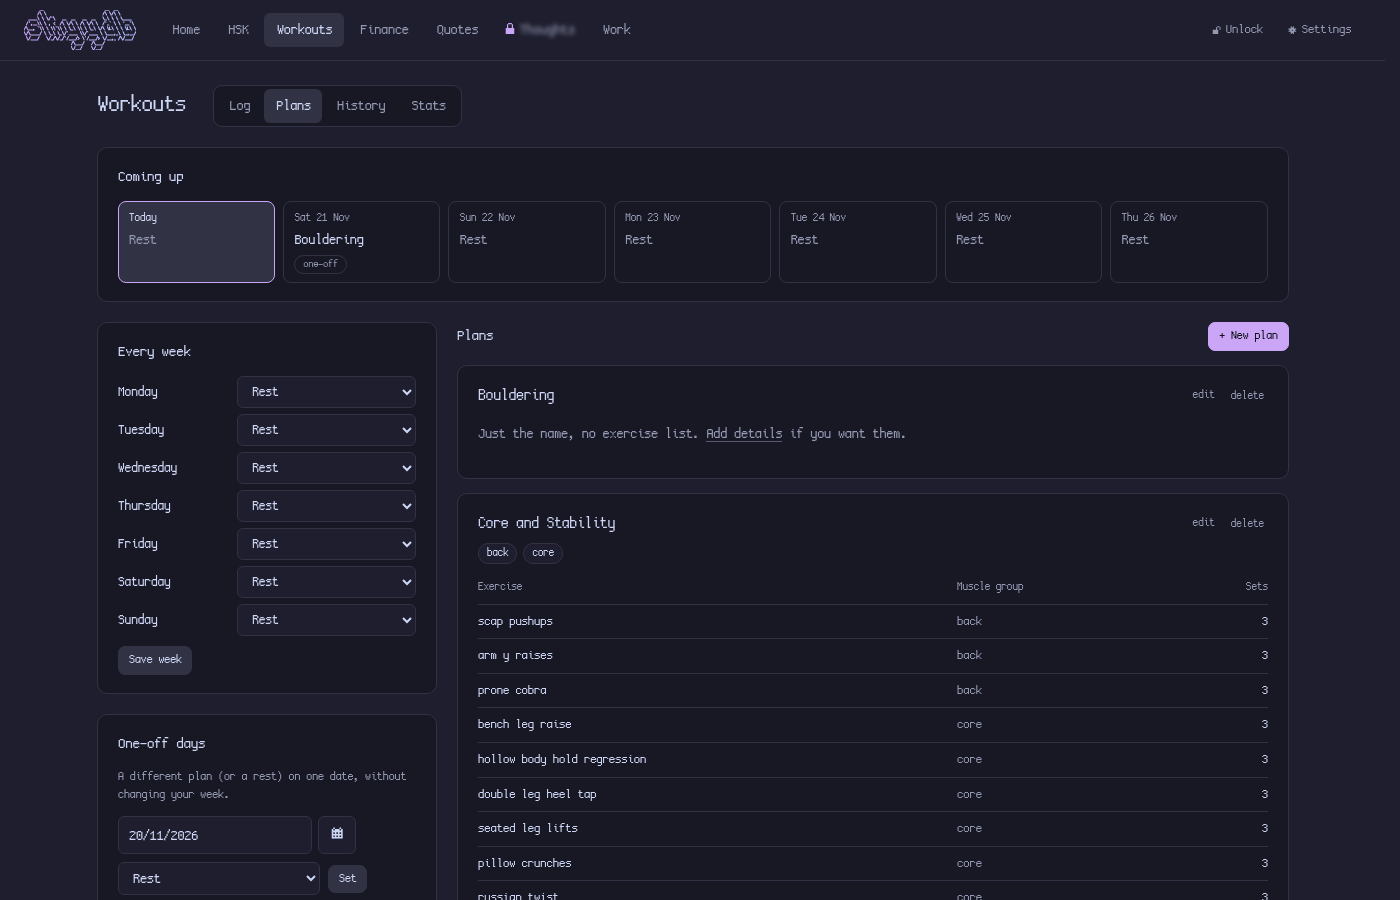 Home HSK Workouts Finance Quotes Work Unlock Settings
Workouts Log Plans History Stats
Coming up
Today Sat 21 Nov Sun 22 Nov Mon 23 Nov Tue 24 Nov Wed 25 Nov Thu 26 Nov
Rest Bouldering Rest Rest Rest Rest Rest
one-off
Every week
Monday Rest
Tuesday Rest
Wednesday Rest
Thursday Rest
Friday Rest
Saturday Rest
Sunday Rest
Save week
One-off days
A different plan (or a rest) on one date, without
changing your week.
20/11/2026
Rest Set
Plans + New plan
Bouldering edit delete
Just the name, no exercise list. Add details if you want them.
Core and Stability edit delete
back core
Exercise Muscle group Sets
scap pushups back 3
arm y raises back 3
prone cobra back 3
bench leg raise core 3
hollow body hold regression core 3
double leg heel tap core 3
seated leg lifts core 3
pillow crunches core 3
russian twist core 3